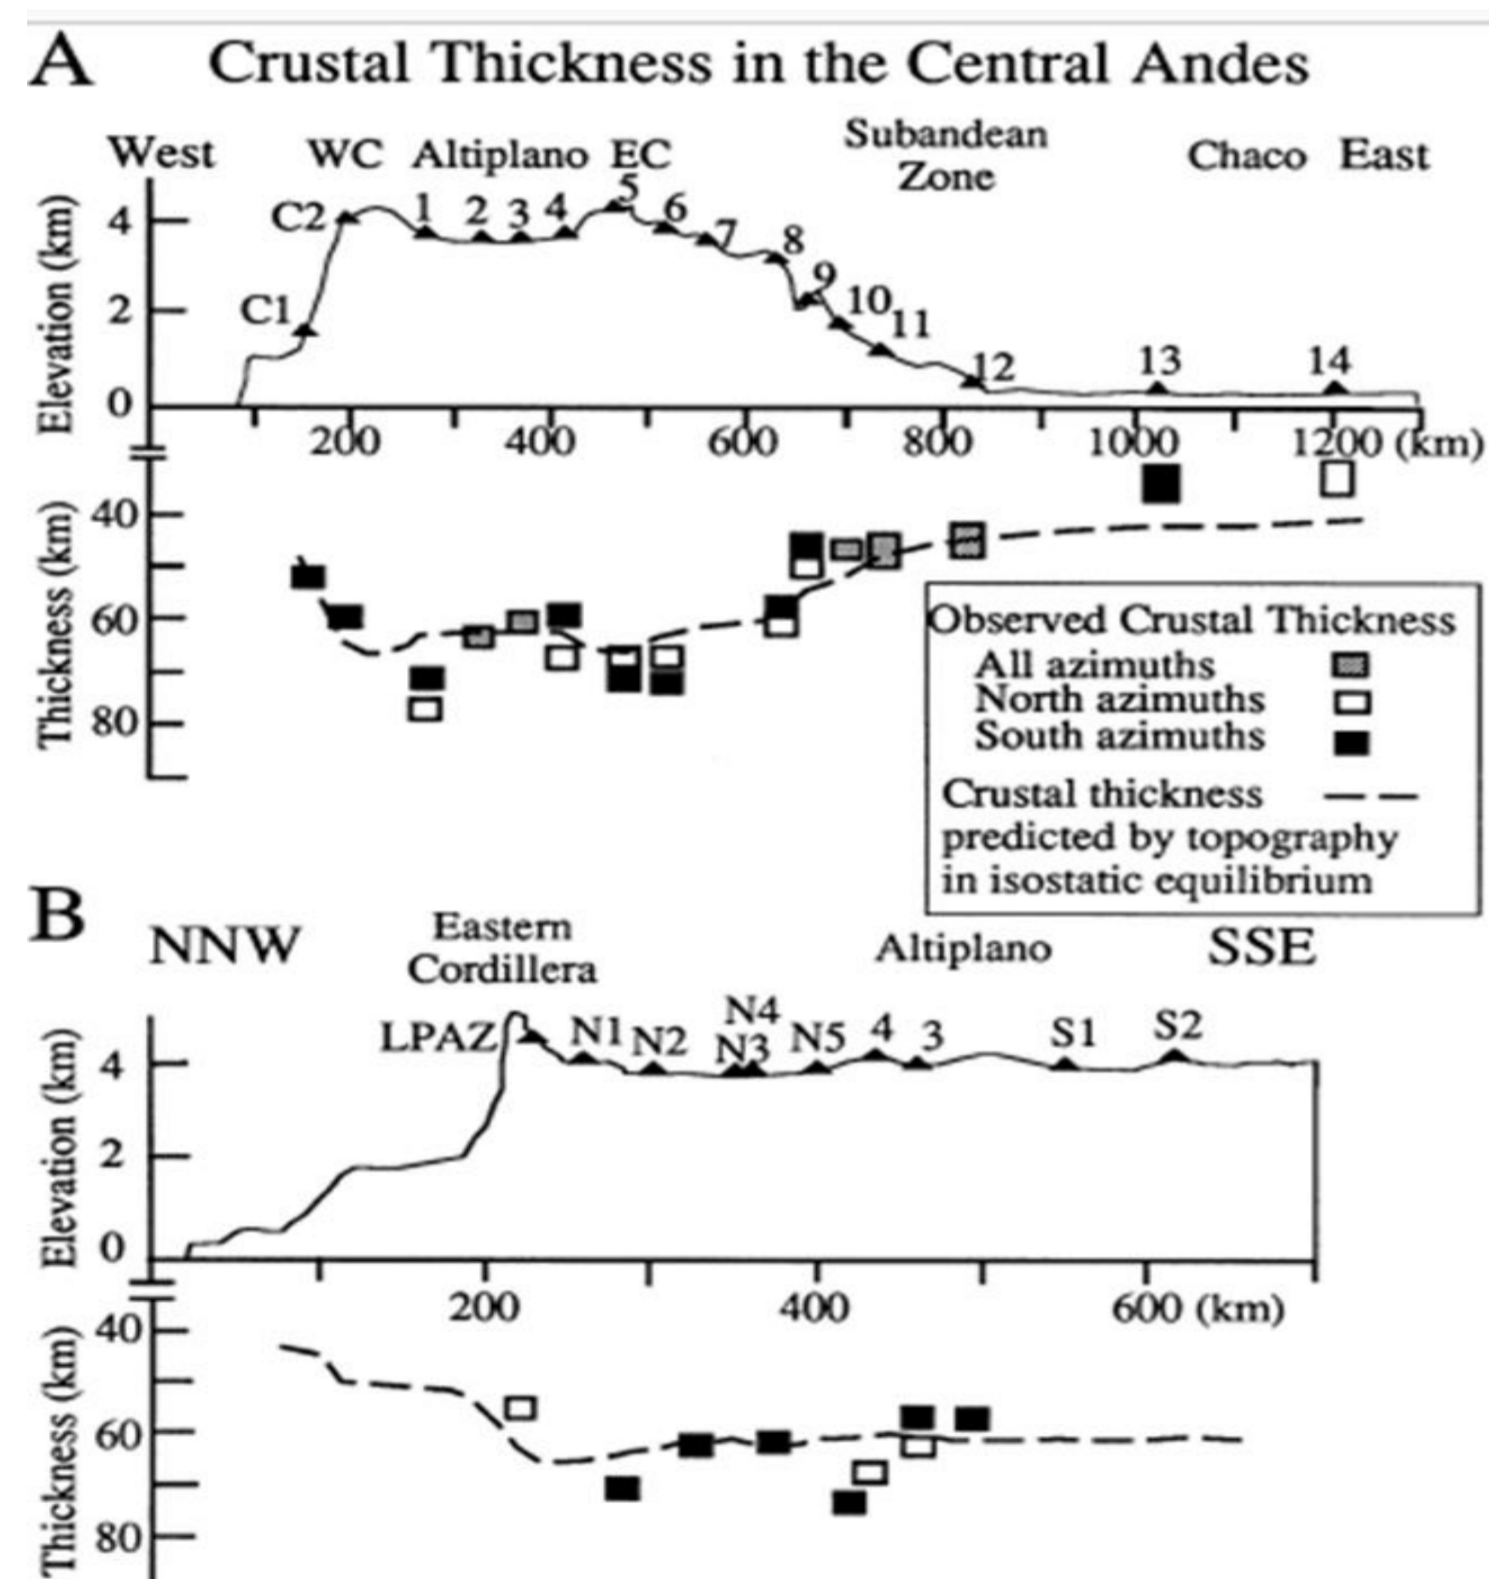 A Crustal Thickness in the Central Andes
West WC Altiplano EC Subandean Zone Chaco East
Elevation (km)
4
2
0
C1 C2 1 2 3 4 5 6 7 8 9 10 11 12 13 14
200 400 600 800 1000 1200 (km)
Thickness (km)
40
60
80
Observed Crustal Thickness
All azimuths
North azimuths
South azimuths
Crustal thickness
predicted by topography
in isostatic equilibrium
B
NNW Eastern Cordillera Altiplano SSE
Elevation (km)
4
2
0
LPAZ N1 N2 N3 N4 N5 4 3 S1 S2
200 400 600 (km)
Thickness (km)
40
60
80